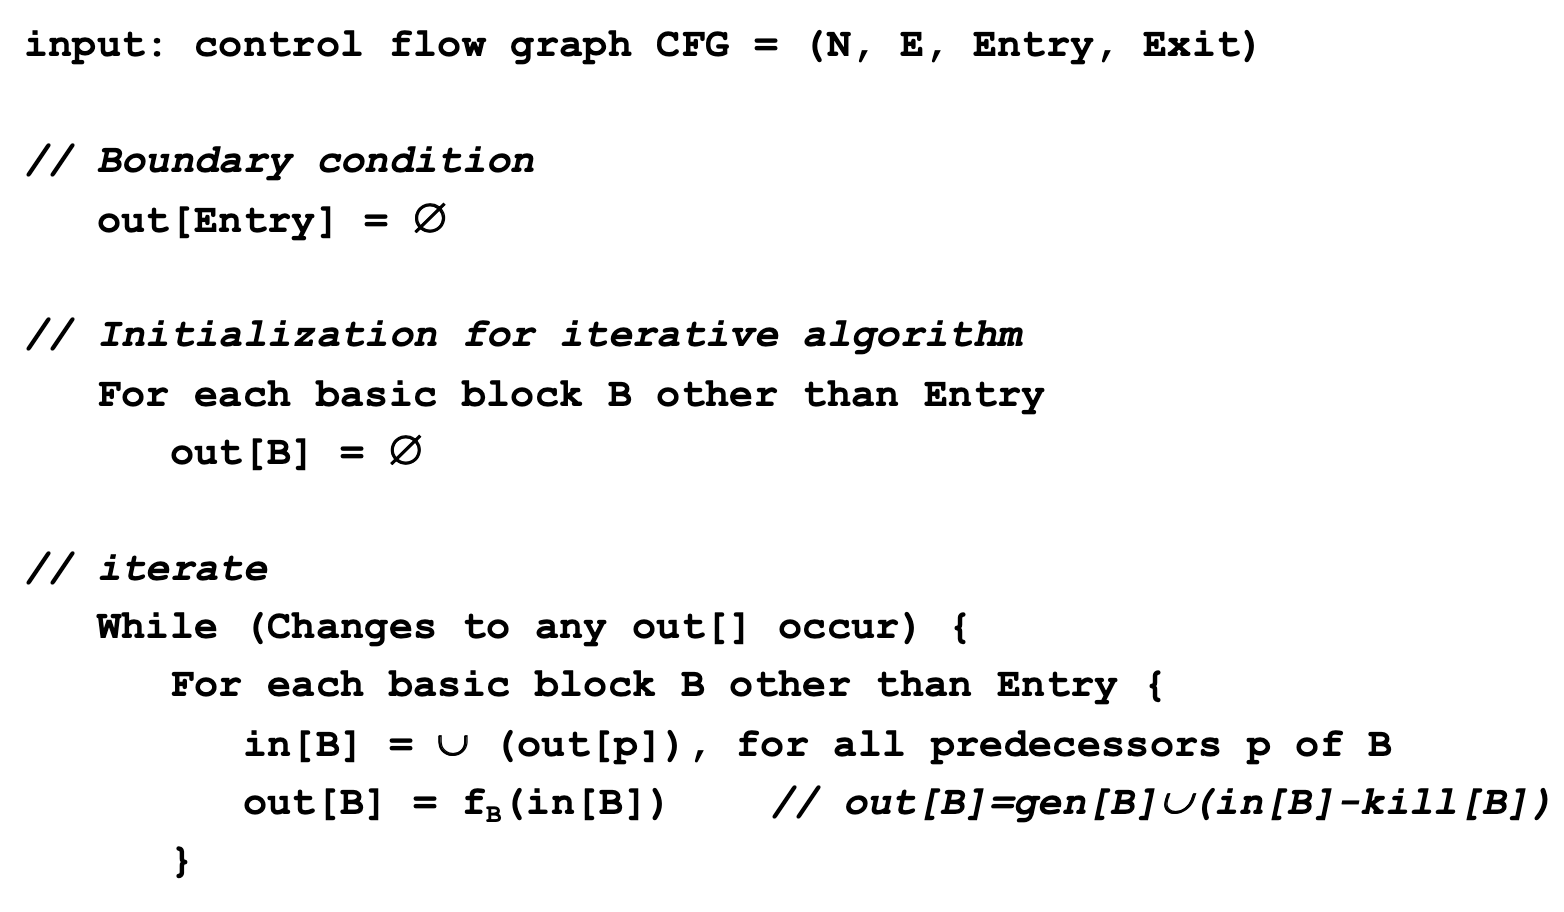 input: control flow graph CFG = (N, E, Entry, Exit)
// Boundary condition
out[Entry] = ∅
// Initialization for iterative algorithm
For each basic block B other than Entry
out[B] = ∅
// iterate
While (Changes to any out[] occur) {
For each basic block B other than Entry {
in[B] = ∪ (out[p]), for all predecessors p of B
out[B] = f_B(in[B]) // out[B]=gen[B]∪(in[B]-kill[B])
}